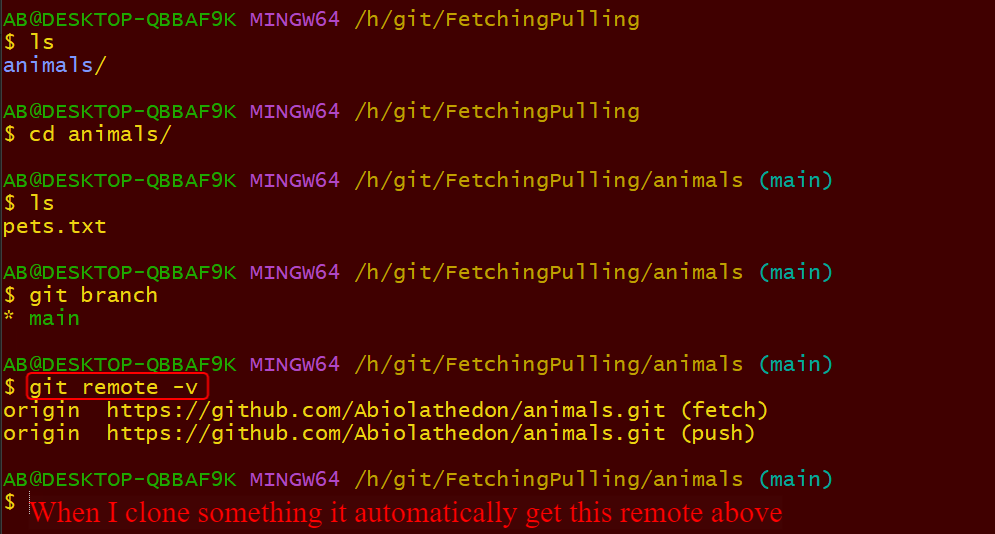 AB@DESKTOP-QBBAF9K MINGW64 /h/git/FetchingPulling
$ ls
animals/
AB@DESKTOP-QBBAF9K MINGW64 /h/git/FetchingPulling
$ cd animals/
AB@DESKTOP-QBBAF9K MINGW64 /h/git/FetchingPulling/animals (main)
$ ls
pets.txt
AB@DESKTOP-QBBAF9K MINGW64 /h/git/FetchingPulling/animals (main)
$ git branch
* main
AB@DESKTOP-QBBAF9K MINGW64 /h/git/FetchingPulling/animals (main)
$ git remote -v
origin  https://github.com/Abiolathedon/animals.git (fetch)
origin  https://github.com/Abiolathedon/animals.git (push)
AB@DESKTOP-QBBAF9K MINGW64 /h/git/FetchingPulling/animals (main)
$
When I clone something it automatically get this remote above